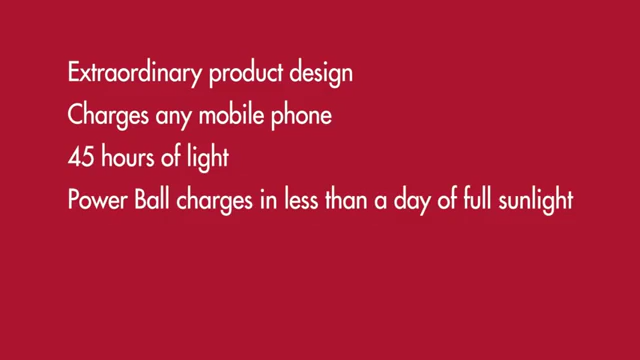 Extraordinary product design
Charges any mobile phone
45 hours of light
Power Ball charges in less than a day of full sunlight